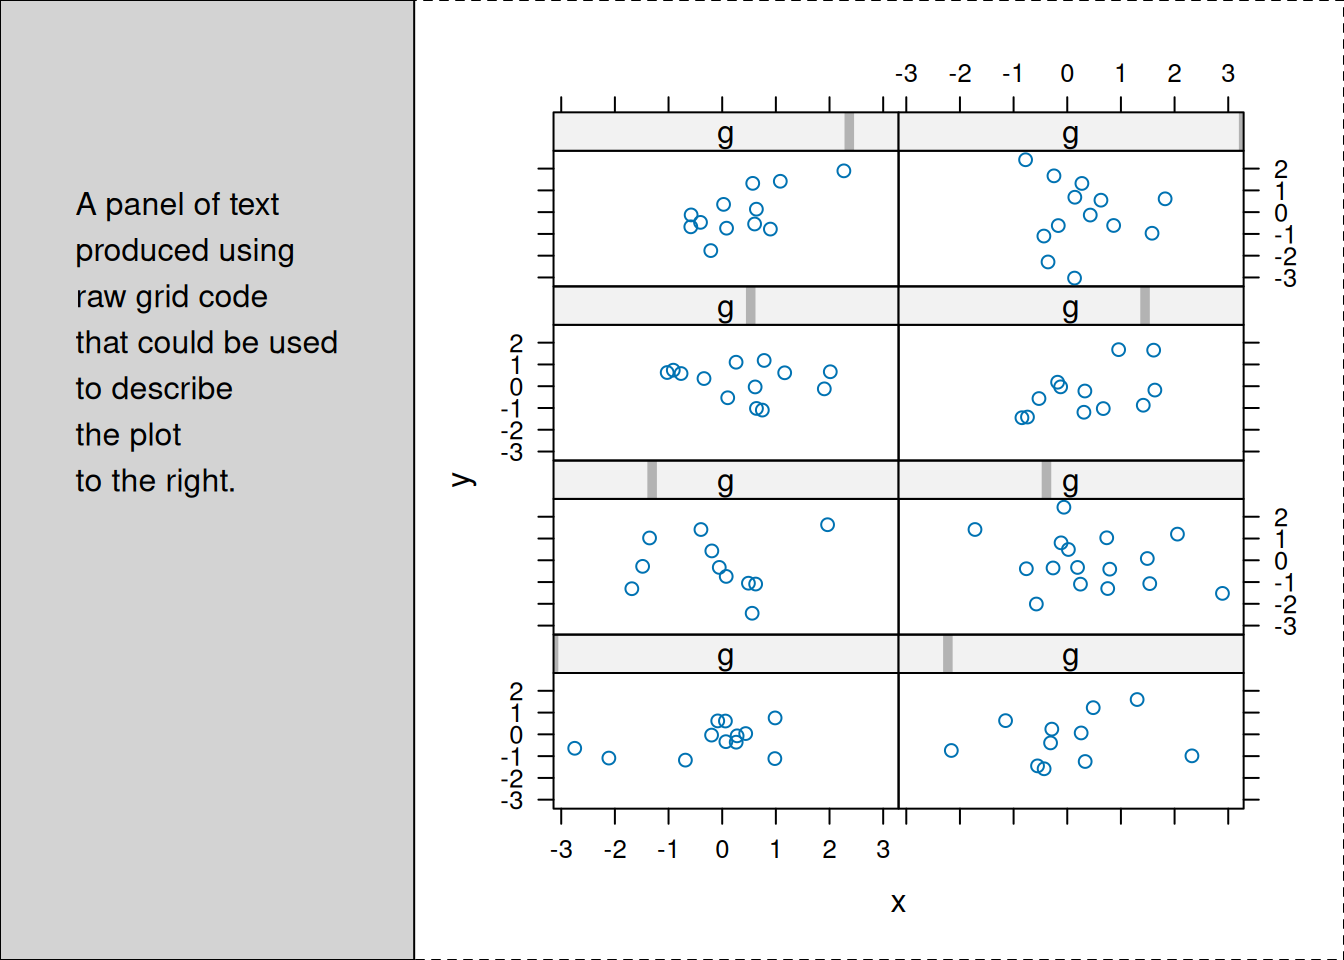 A panel of text
produced using
raw grid code
that could be used
to describe
the plot
to the right.
-3 -2 -1 0 1 2 3
g g
2
1
0
-1
-2
-3
g g
2
1
0
-1
-2
-3
y
g g
2
1
0
-1
-2
-3
g g
2
1
0
-1
-2
-3
-3 -2 -1 0 1 2 3
x